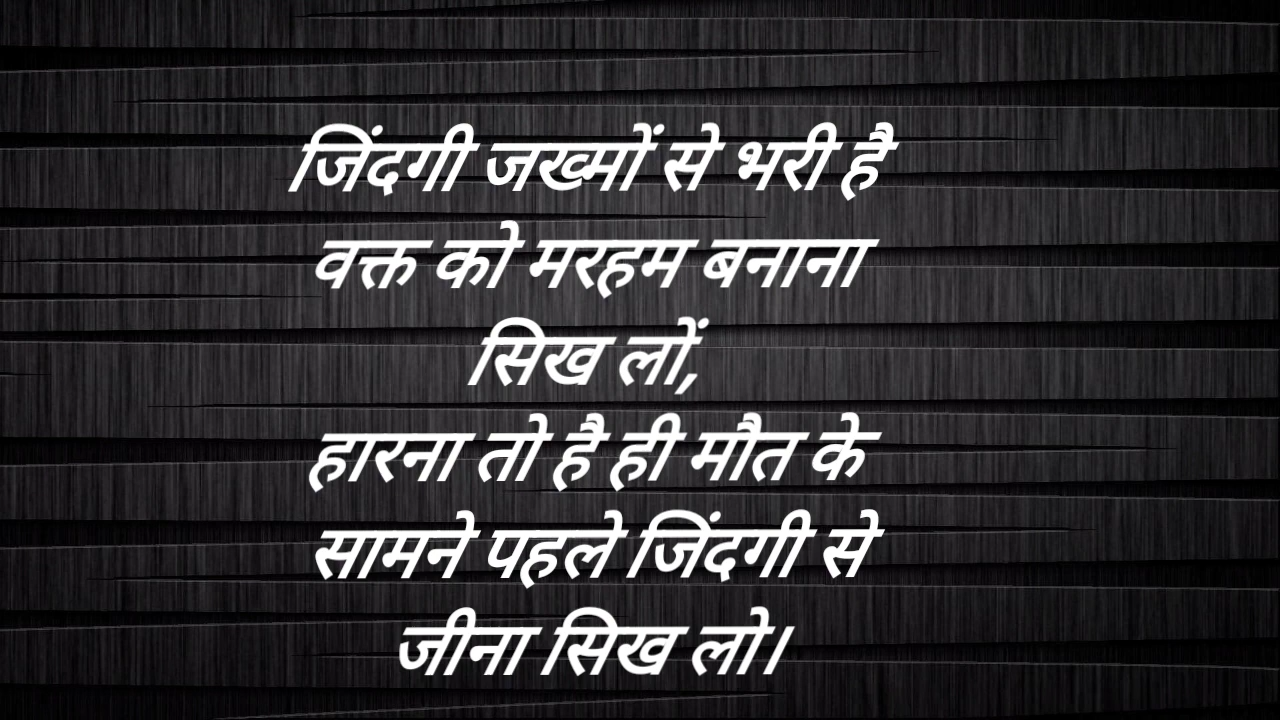 जिंदगी जख्मों से भरी है
वक्त को मरहम बनाना
सिख लों,
हारना तो है ही मौत के
सामने पहले जिंदगी से
जीना सिख लो।